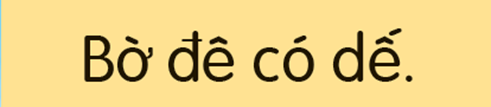 Bờ đê có dế.